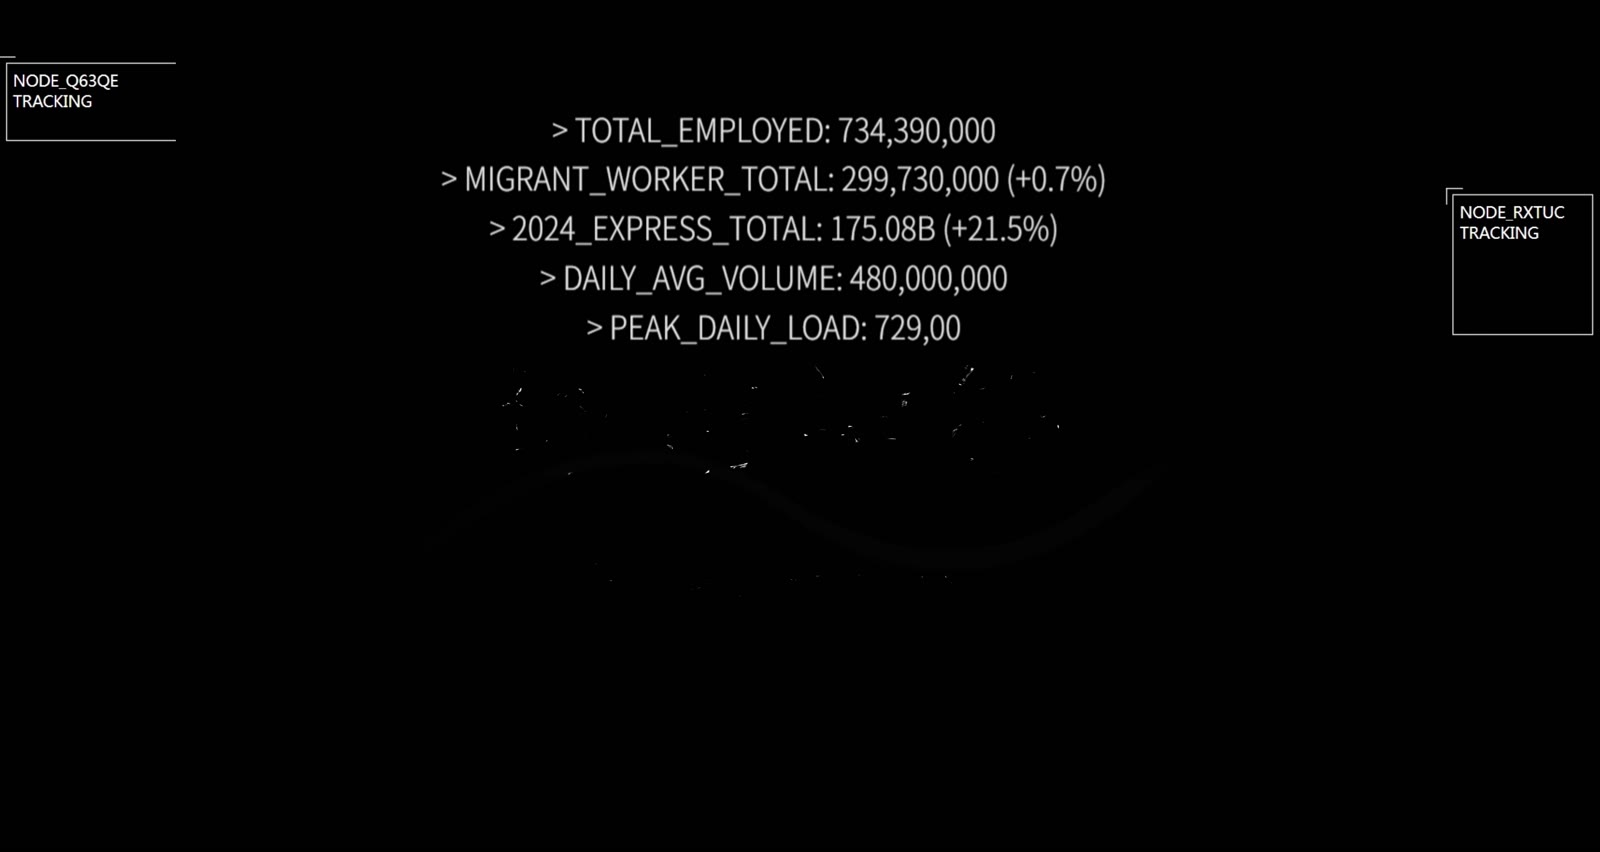 NODE_Q63QE
TRACKING
> TOTAL_EMPLOYED: 734,390,000
> MIGRANT_WORKER_TOTAL: 299,730,000 (+0.7%)
> 2024_EXPRESS_TOTAL: 175.08B (+21.5%)
> DAILY_AVG_VOLUME: 480,000,000
> PEAK_DAILY_LOAD: 729,00
NODE_RXTUC
TRACKING